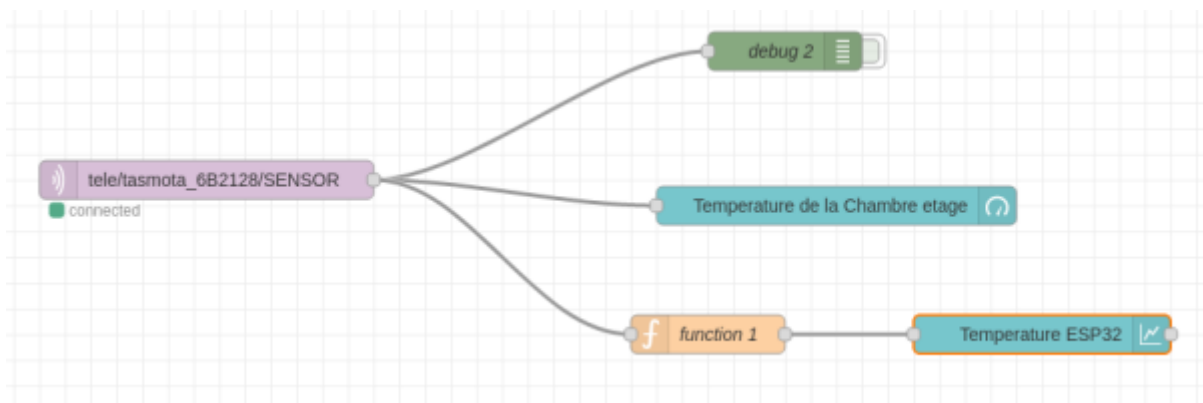 debug 2
tele/tasmota_6B2128/SENSOR
connected
Temperature de la Chambre etage
function 1
Temperature ESP32